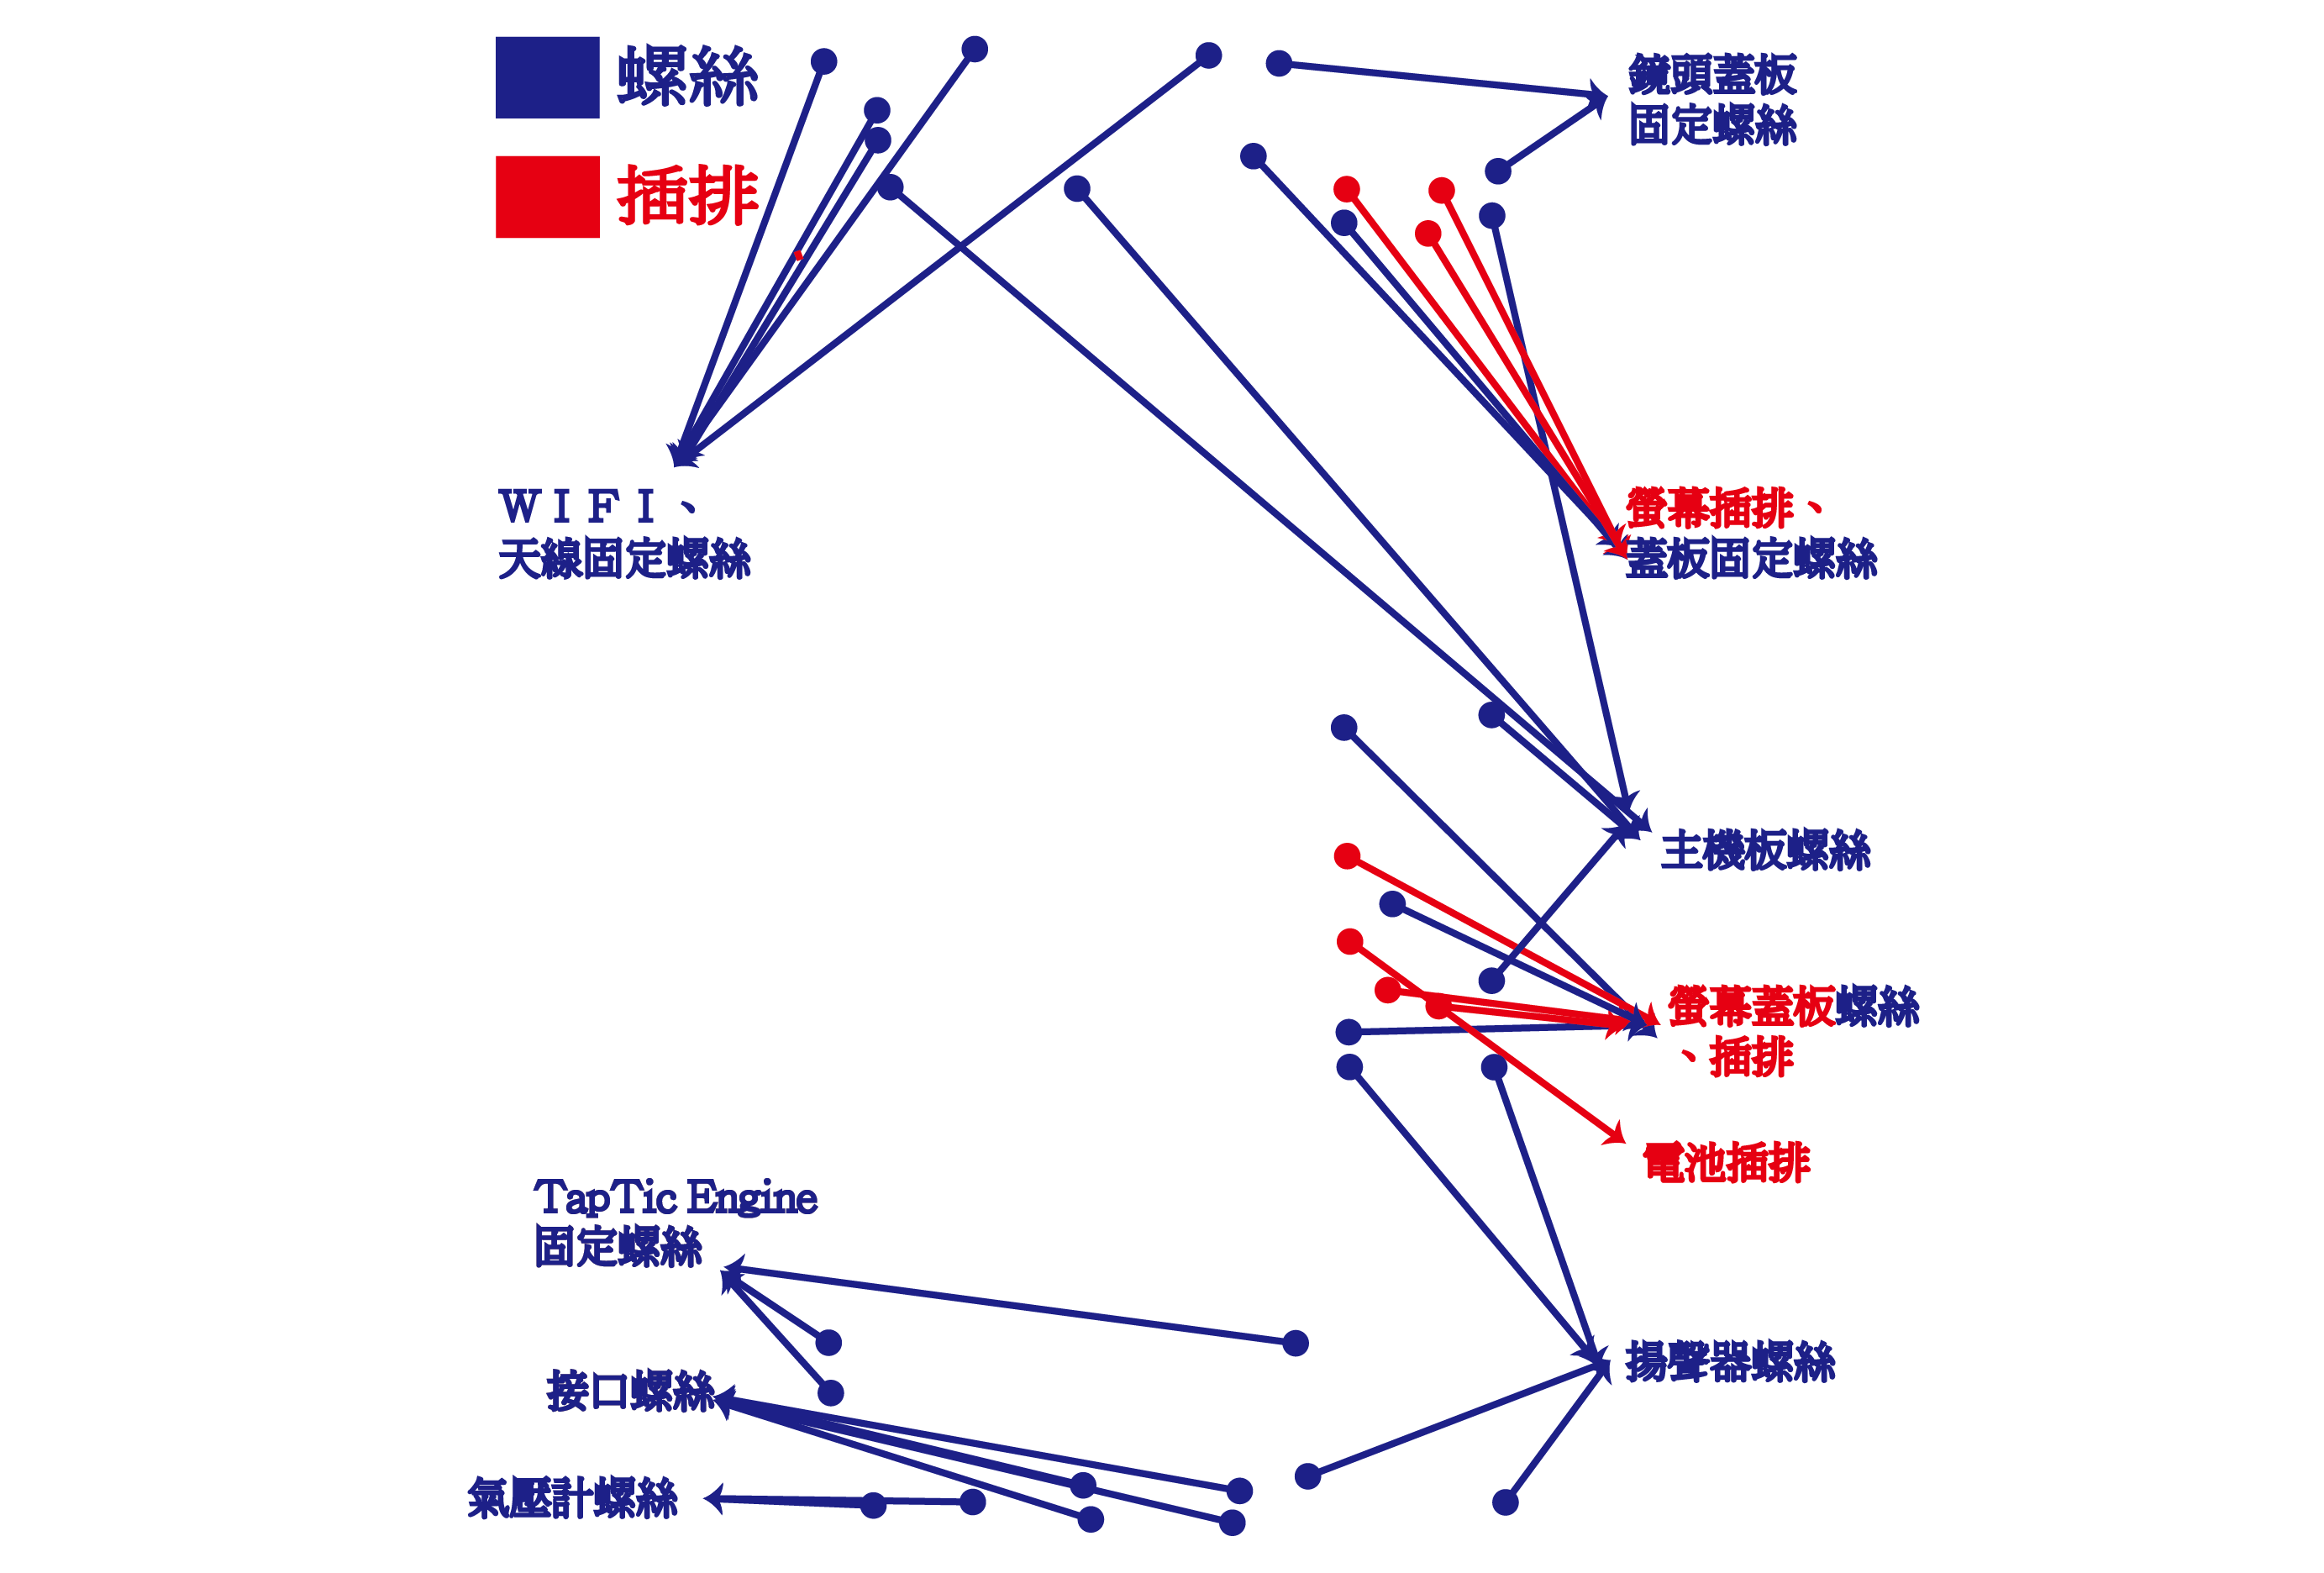 螺絲
插排
鏡頭蓋板
固定螺絲
WIFI、
天線固定螺絲
螢幕插排、
蓋板固定螺絲
主機板螺絲
螢幕蓋板螺絲
、插排
電池插排
TapTic Engine
固定螺絲
揚聲器螺絲
接口螺絲
氣壓計螺絲